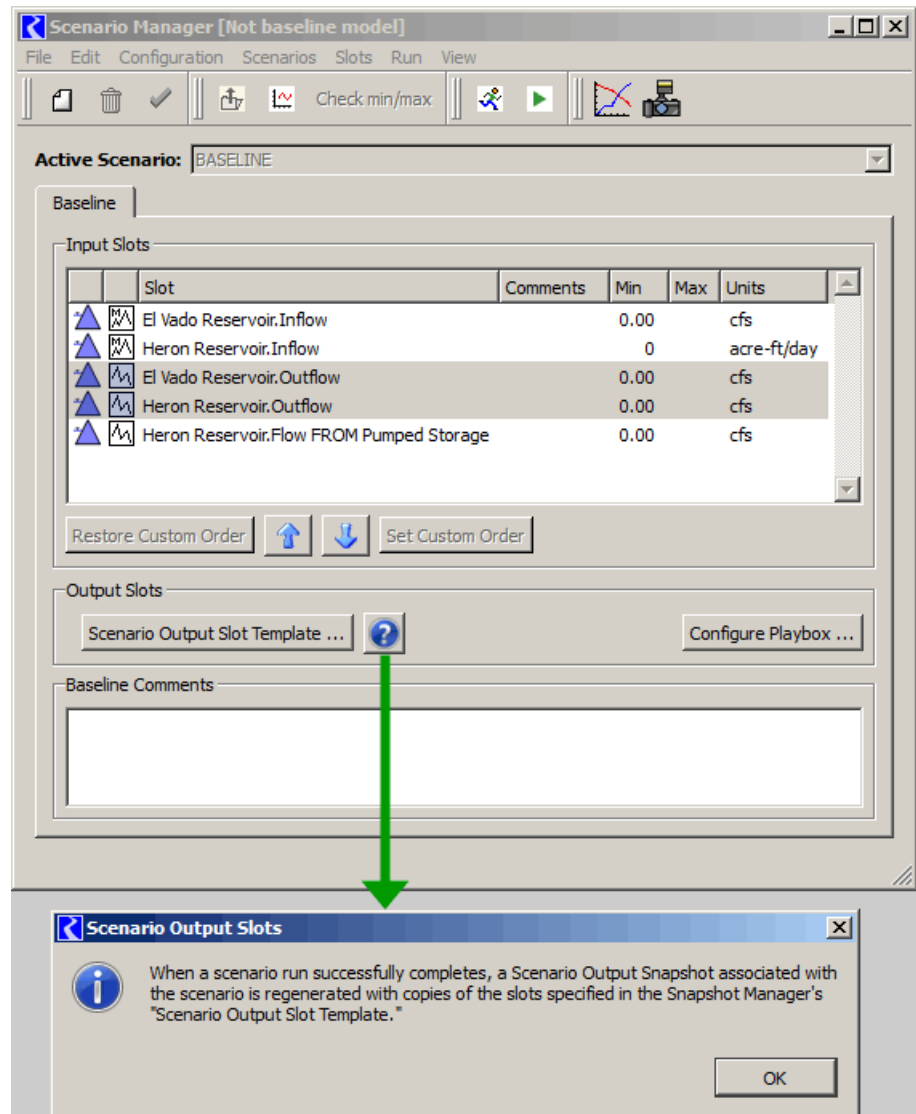 Scenario Manager [Not baseline model]
File Edit Configuration Scenarios Slots Run View
Check min/max
Active Scenario: BASELINE
Baseline
Input Slots
Slot Comments Min Max Units
El Vado Reservoir.Inflow 0.00 cfs
Heron Reservoir.Inflow 0 acre-ft/day
El Vado Reservoir.Outflow 0.00 cfs
Heron Reservoir.Outflow 0.00 cfs
Heron Reservoir.Flow FROM Pumped Storage 0.00 cfs
Restore Custom Order Set Custom Order
Output Slots
Scenario Output Slot Template ... ? Configure Playbox ...
Baseline Comments
Scenario Output Slots
When a scenario run successfully completes, a Scenario Output Snapshot associated with
the scenario is regenerated with copies of the slots specified in the Snapshot Manager's
"Scenario Output Slot Template."
OK